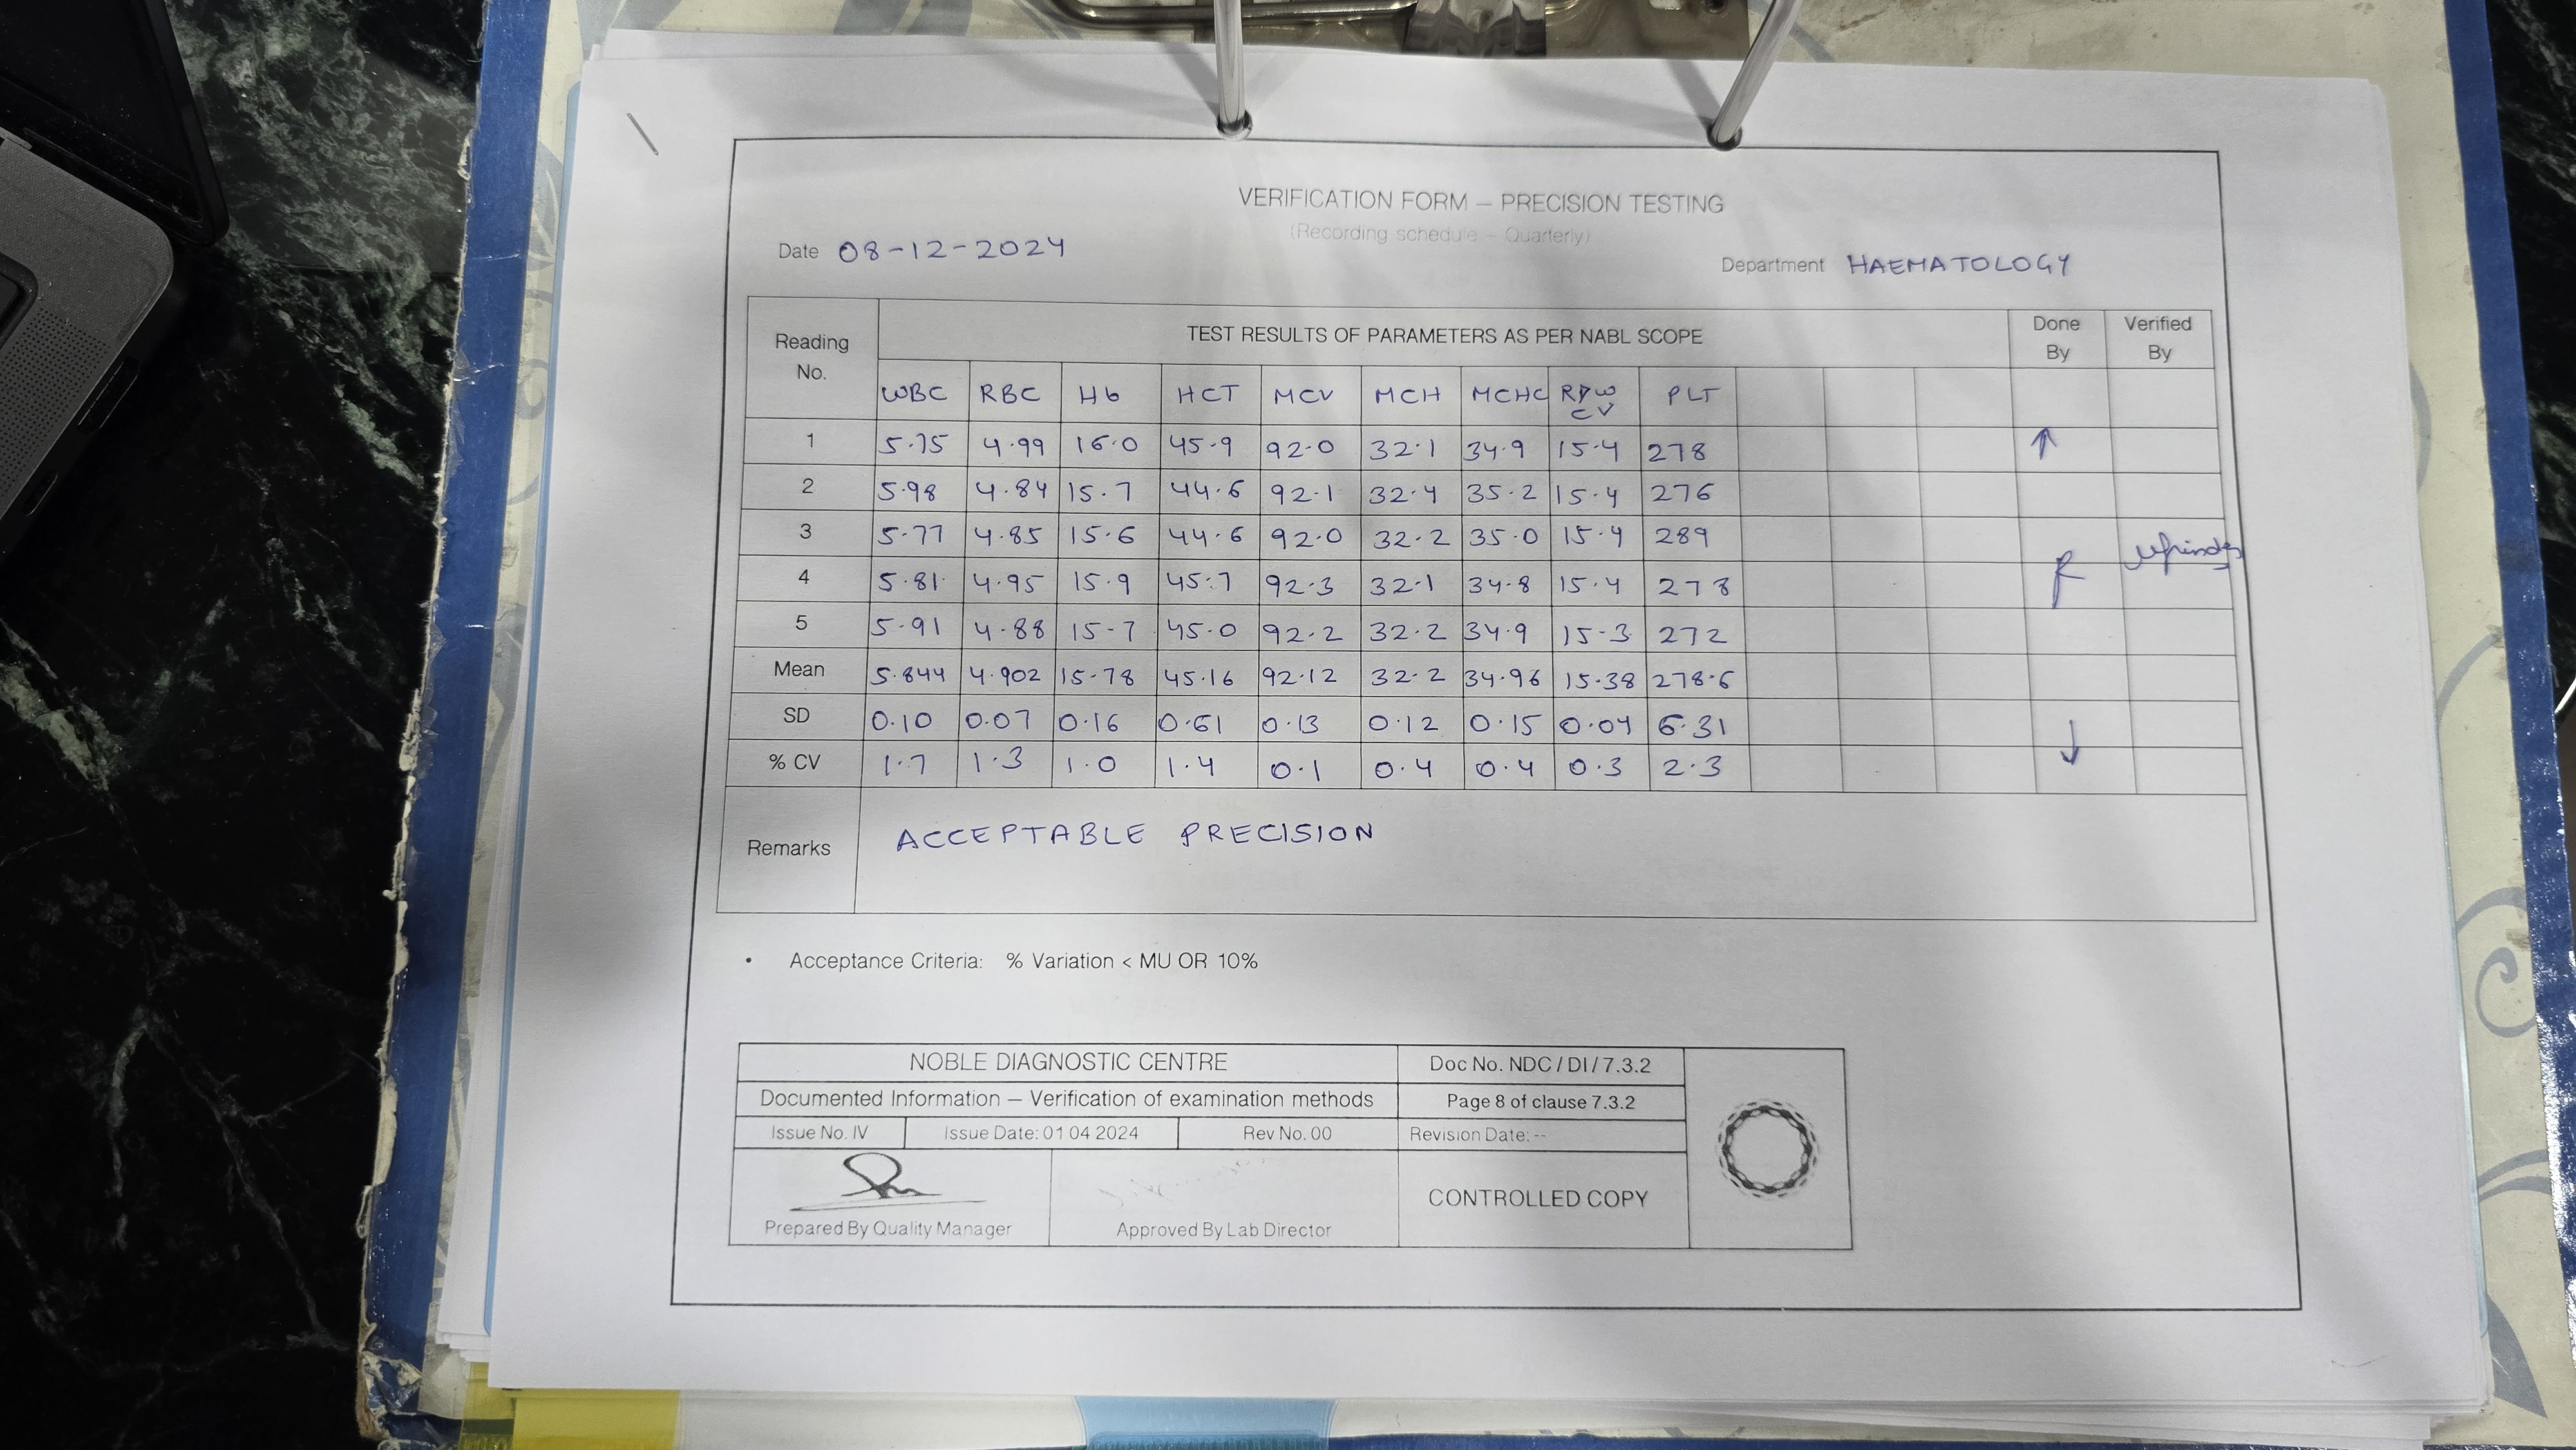 VERIFICATION FORM – PRECISION TESTING
(Recording schedule – Quarterly)
Date 08-12-2024 Department HAEMATOLOGY
Reading No. TEST RESULTS OF PARAMETERS AS PER NABL SCOPE Done By Verified By
WBC RBC Hb HCT MCV MCH MCHC RDW CV PLT
1 5.75 4.99 16.0 45.9 92.0 32.1 34.9 15.4 278
2 5.98 4.84 15.7 44.6 92.1 32.4 35.2 15.4 276
3 5.77 4.85 15.6 44.6 92.0 32.2 35.0 15.4 289
4 5.81 4.95 15.9 45.7 92.3 32.1 34.8 15.4 278
5 5.91 4.88 15.7 45.0 92.2 32.2 34.9 15.3 272
Mean 5.844 4.902 15.78 45.16 92.12 32.2 34.96 15.38 278.6
SD 0.10 0.07 0.16 0.61 0.13 0.12 0.15 0.04 6.31
% CV 1.7 1.3 1.0 1.4 0.1 0.4 0.4 0.3 2.3
Remarks ACCEPTABLE PRECISION
• Acceptance Criteria: % Variation < MU OR 10%
NOBLE DIAGNOSTIC CENTRE Doc No. NDC / DI / 7.3.2
Documented Information – Verification of examination methods Page 8 of clause 7.3.2
Issue No. IV Issue Date: 01 04 2024 Rev No. 00 Revision Date: --
CONTROLLED COPY
Prepared By Quality Manager Approved By Lab Director